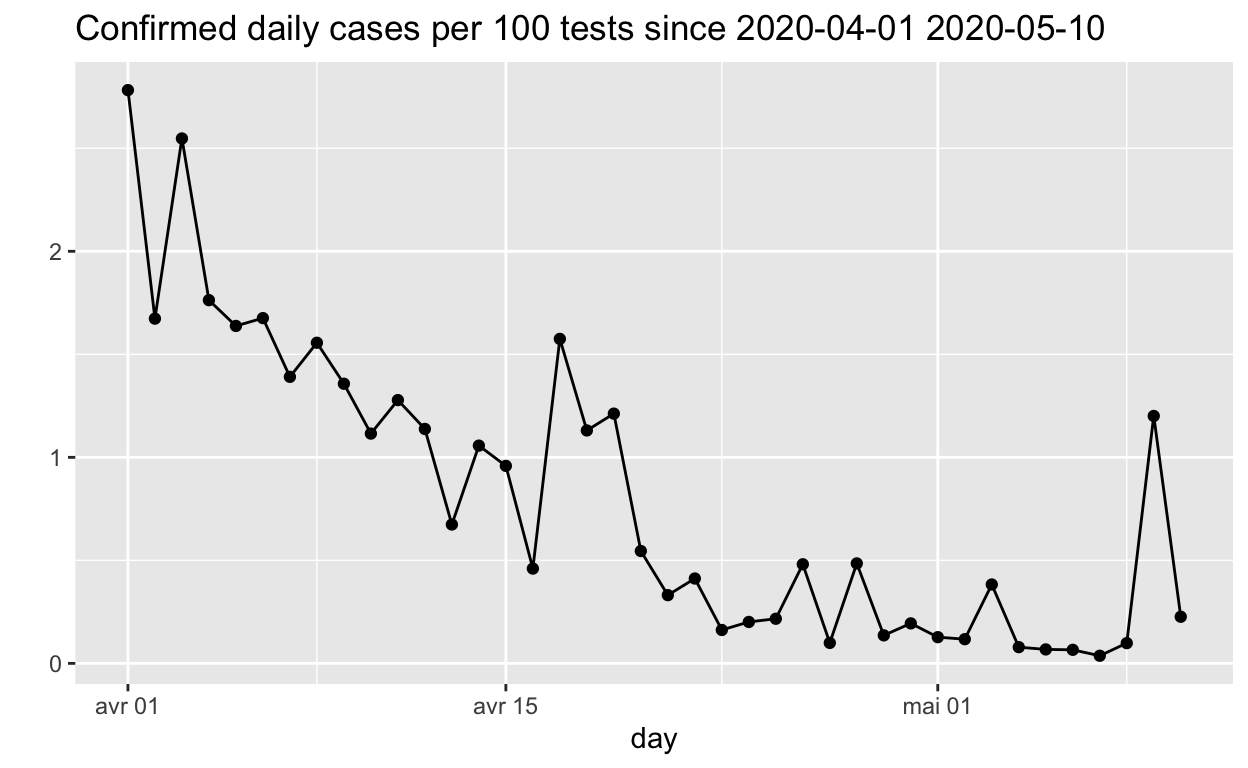 Confirmed daily cases per 100 tests since 2020-04-01 2020-05-10
2
1
0
avr 01 avr 15 mai 01
day